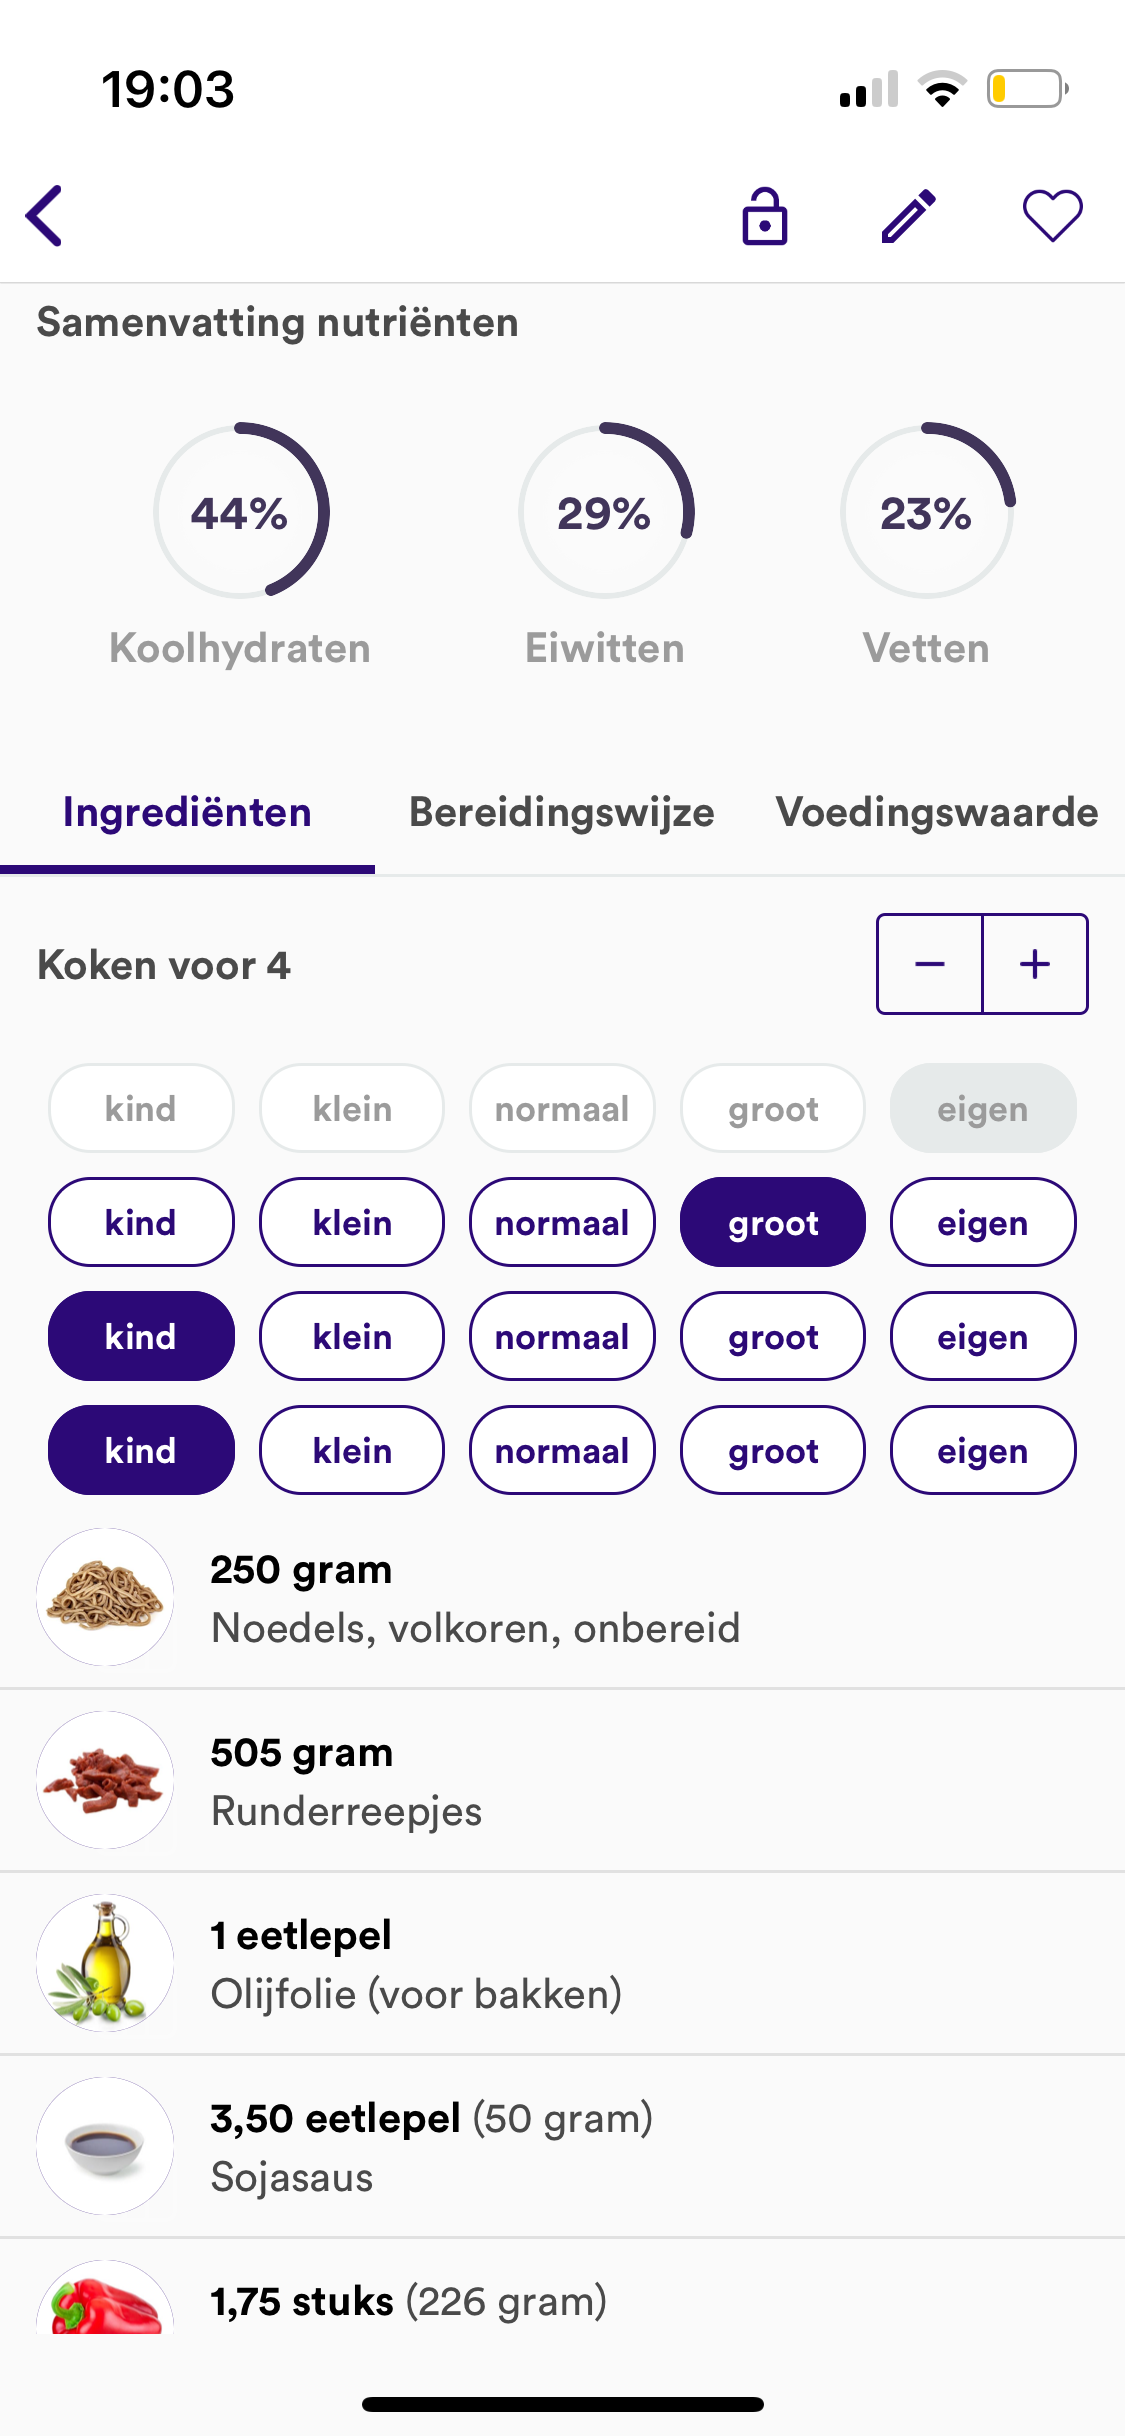 19:03
Samenvatting nutriënten
44% 29% 23%
Koolhydraten Eiwitten Vetten
Ingrediënten Bereidingswijze Voedingswaarde
Koken voor 4 − +
kind klein normaal groot eigen
kind klein normaal groot eigen
kind klein normaal groot eigen
kind klein normaal groot eigen
250 gram
Noedels, volkoren, onbereid
505 gram
Runderreepjes
1 eetlepel
Olijfolie (voor bakken)
3,50 eetlepel (50 gram)
Sojasaus
1,75 stuks (226 gram)